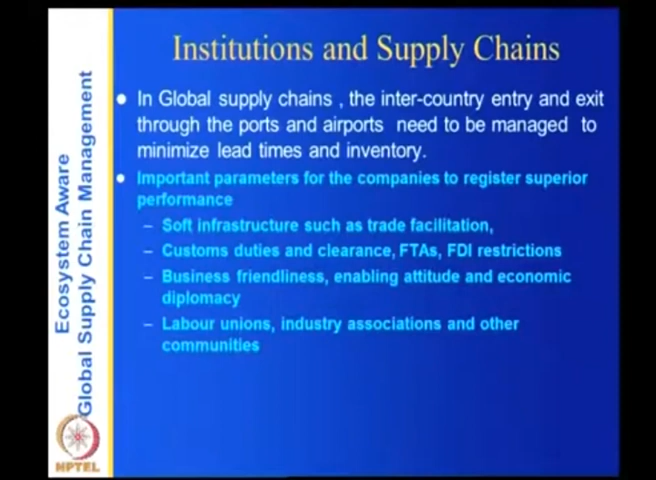 Institutions and Supply Chains
• In Global supply chains , the inter-country entry and exit
through the ports and airports need to be managed to
minimize lead times and inventory.
• Important parameters for the companies to register superior
performance
– Soft infrastructure such as trade facilitation,
– Customs duties and clearance, FTAs, FDI restrictions
– Business friendliness, enabling attitude and economic
diplomacy
– Labour unions, industry associations and other
communities
Ecosystem Aware
Global Supply Chain Management
NPTEL